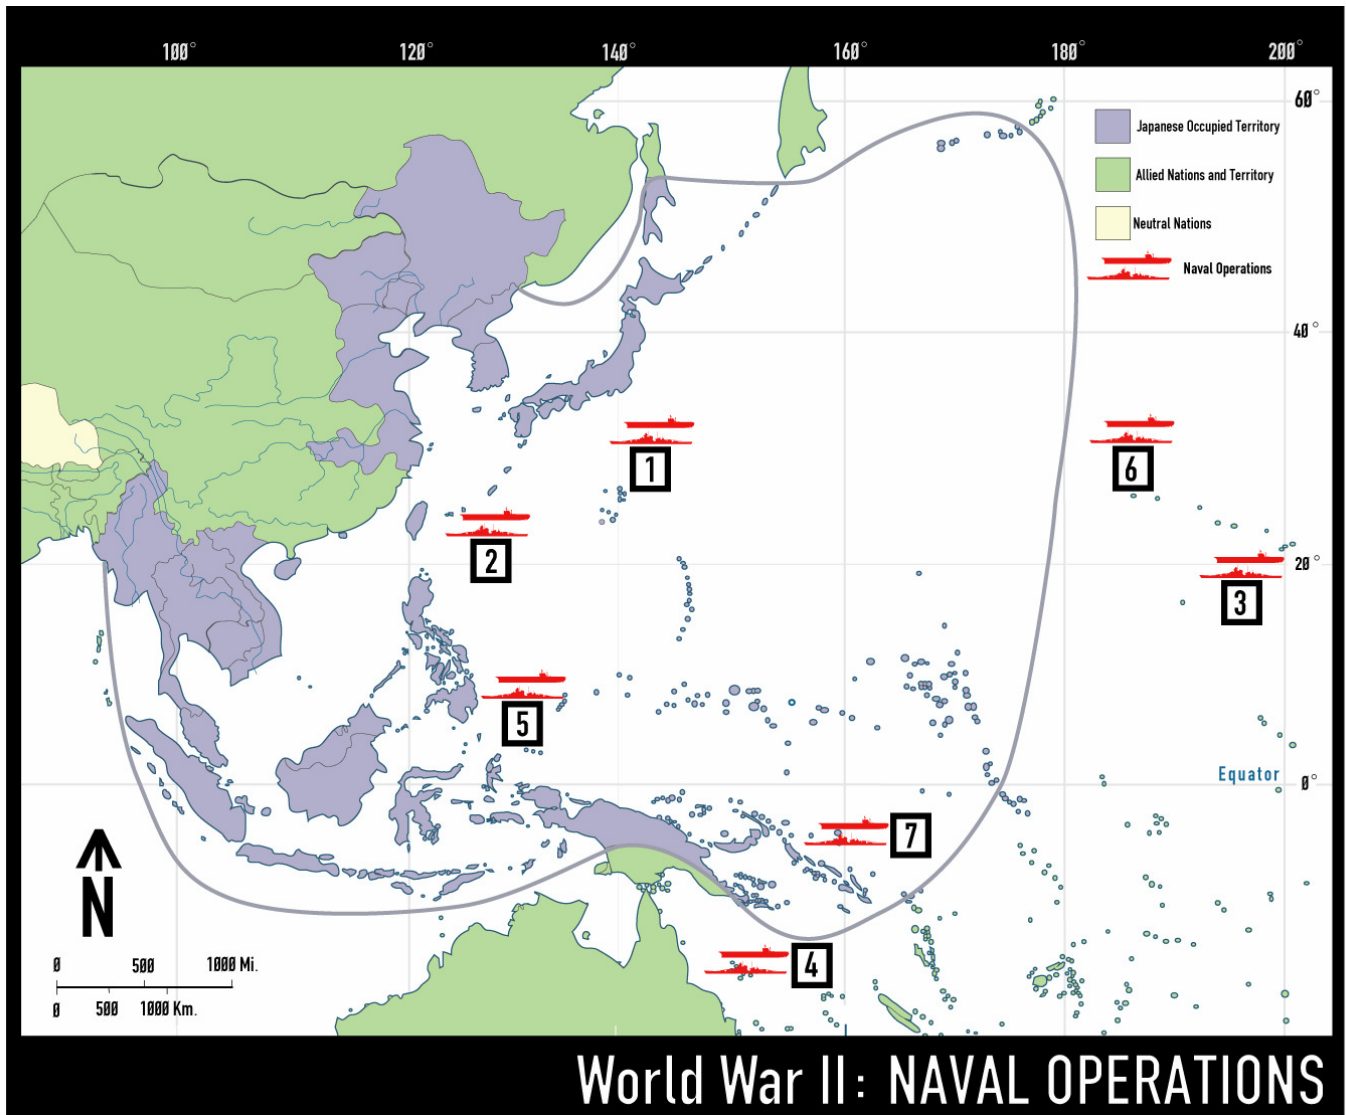 100° 120° 140° 160° 180° 200°
60°
Japanese Occupied Territory
Allied Nations and Territory
Neutral Nations
Naval Operations
40°
1
6
2
20°
3
5
Equator 0°
7
N
4
0 500 1000 Mi.
0 500 1000 Km.
World War II: NAVAL OPERATIONS